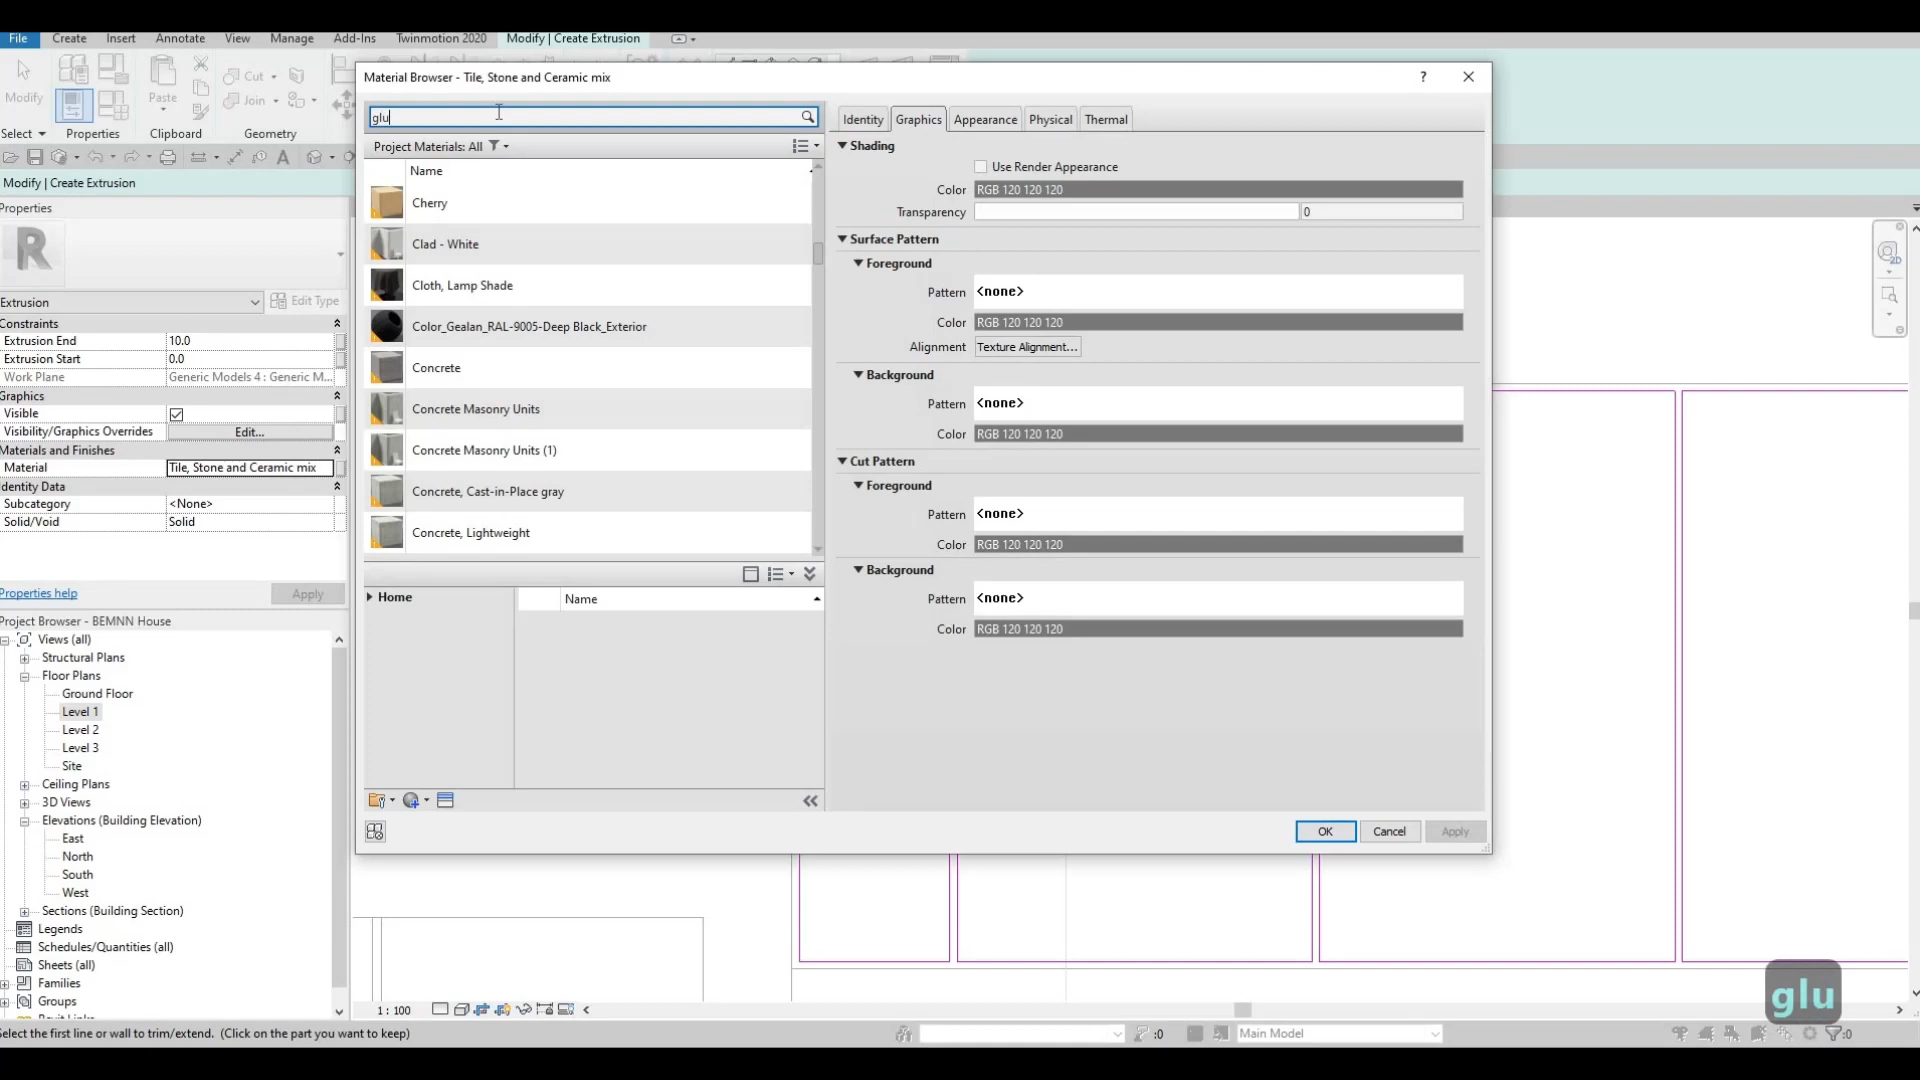 File Create Insert Annotate View Manage Add-Ins Twinmotion 2020 Modify | Create Extrusion
Modify
Paste
Cut
Join
Select Properties Clipboard Geometry
Modify | Create Extrusion
Properties
R
Extrusion Edit Type
Constraints
Extrusion End 10.0
Extrusion Start 0.0
Work Plane Generic Models 4 : Generic M...
Graphics
Visible
Visibility/Graphics Overrides Edit...
Materials and Finishes
Material Tile, Stone and Ceramic mix
Identity Data
Subcategory <None>
Solid/Void Solid
Properties help Apply
Project Browser - BEMNN House
Views (all)
Structural Plans
Floor Plans
Ground Floor
Level 1
Level 2
Level 3
Site
Ceiling Plans
3D Views
Elevations (Building Elevation)
East
North
South
West
Sections (Building Section)
Legends
Schedules/Quantities (all)
Sheets (all)
Families
Groups
Material Browser - Tile, Stone and Ceramic mix
glu
Project Materials: All
Name
Cherry
Clad - White
Cloth, Lamp Shade
Color_Gealan_RAL-9005-Deep Black_Exterior
Concrete
Concrete Masonry Units
Concrete Masonry Units (1)
Concrete, Cast-in-Place gray
Concrete, Lightweight
Home Name
Identity Graphics Appearance Physical Thermal
Shading
Use Render Appearance
Color RGB 120 120 120
Transparency 0
Surface Pattern
Foreground
Pattern <none>
Color RGB 120 120 120
Alignment Texture Alignment...
Background
Pattern <none>
Color RGB 120 120 120
Cut Pattern
Foreground
Pattern <none>
Color RGB 120 120 120
Background
Pattern <none>
Color RGB 120 120 120
OK Cancel Apply
2D
glu
1 : 100
Select the first line or wall to trim/extend. (Click on the part you want to keep) :0 Main Model :0